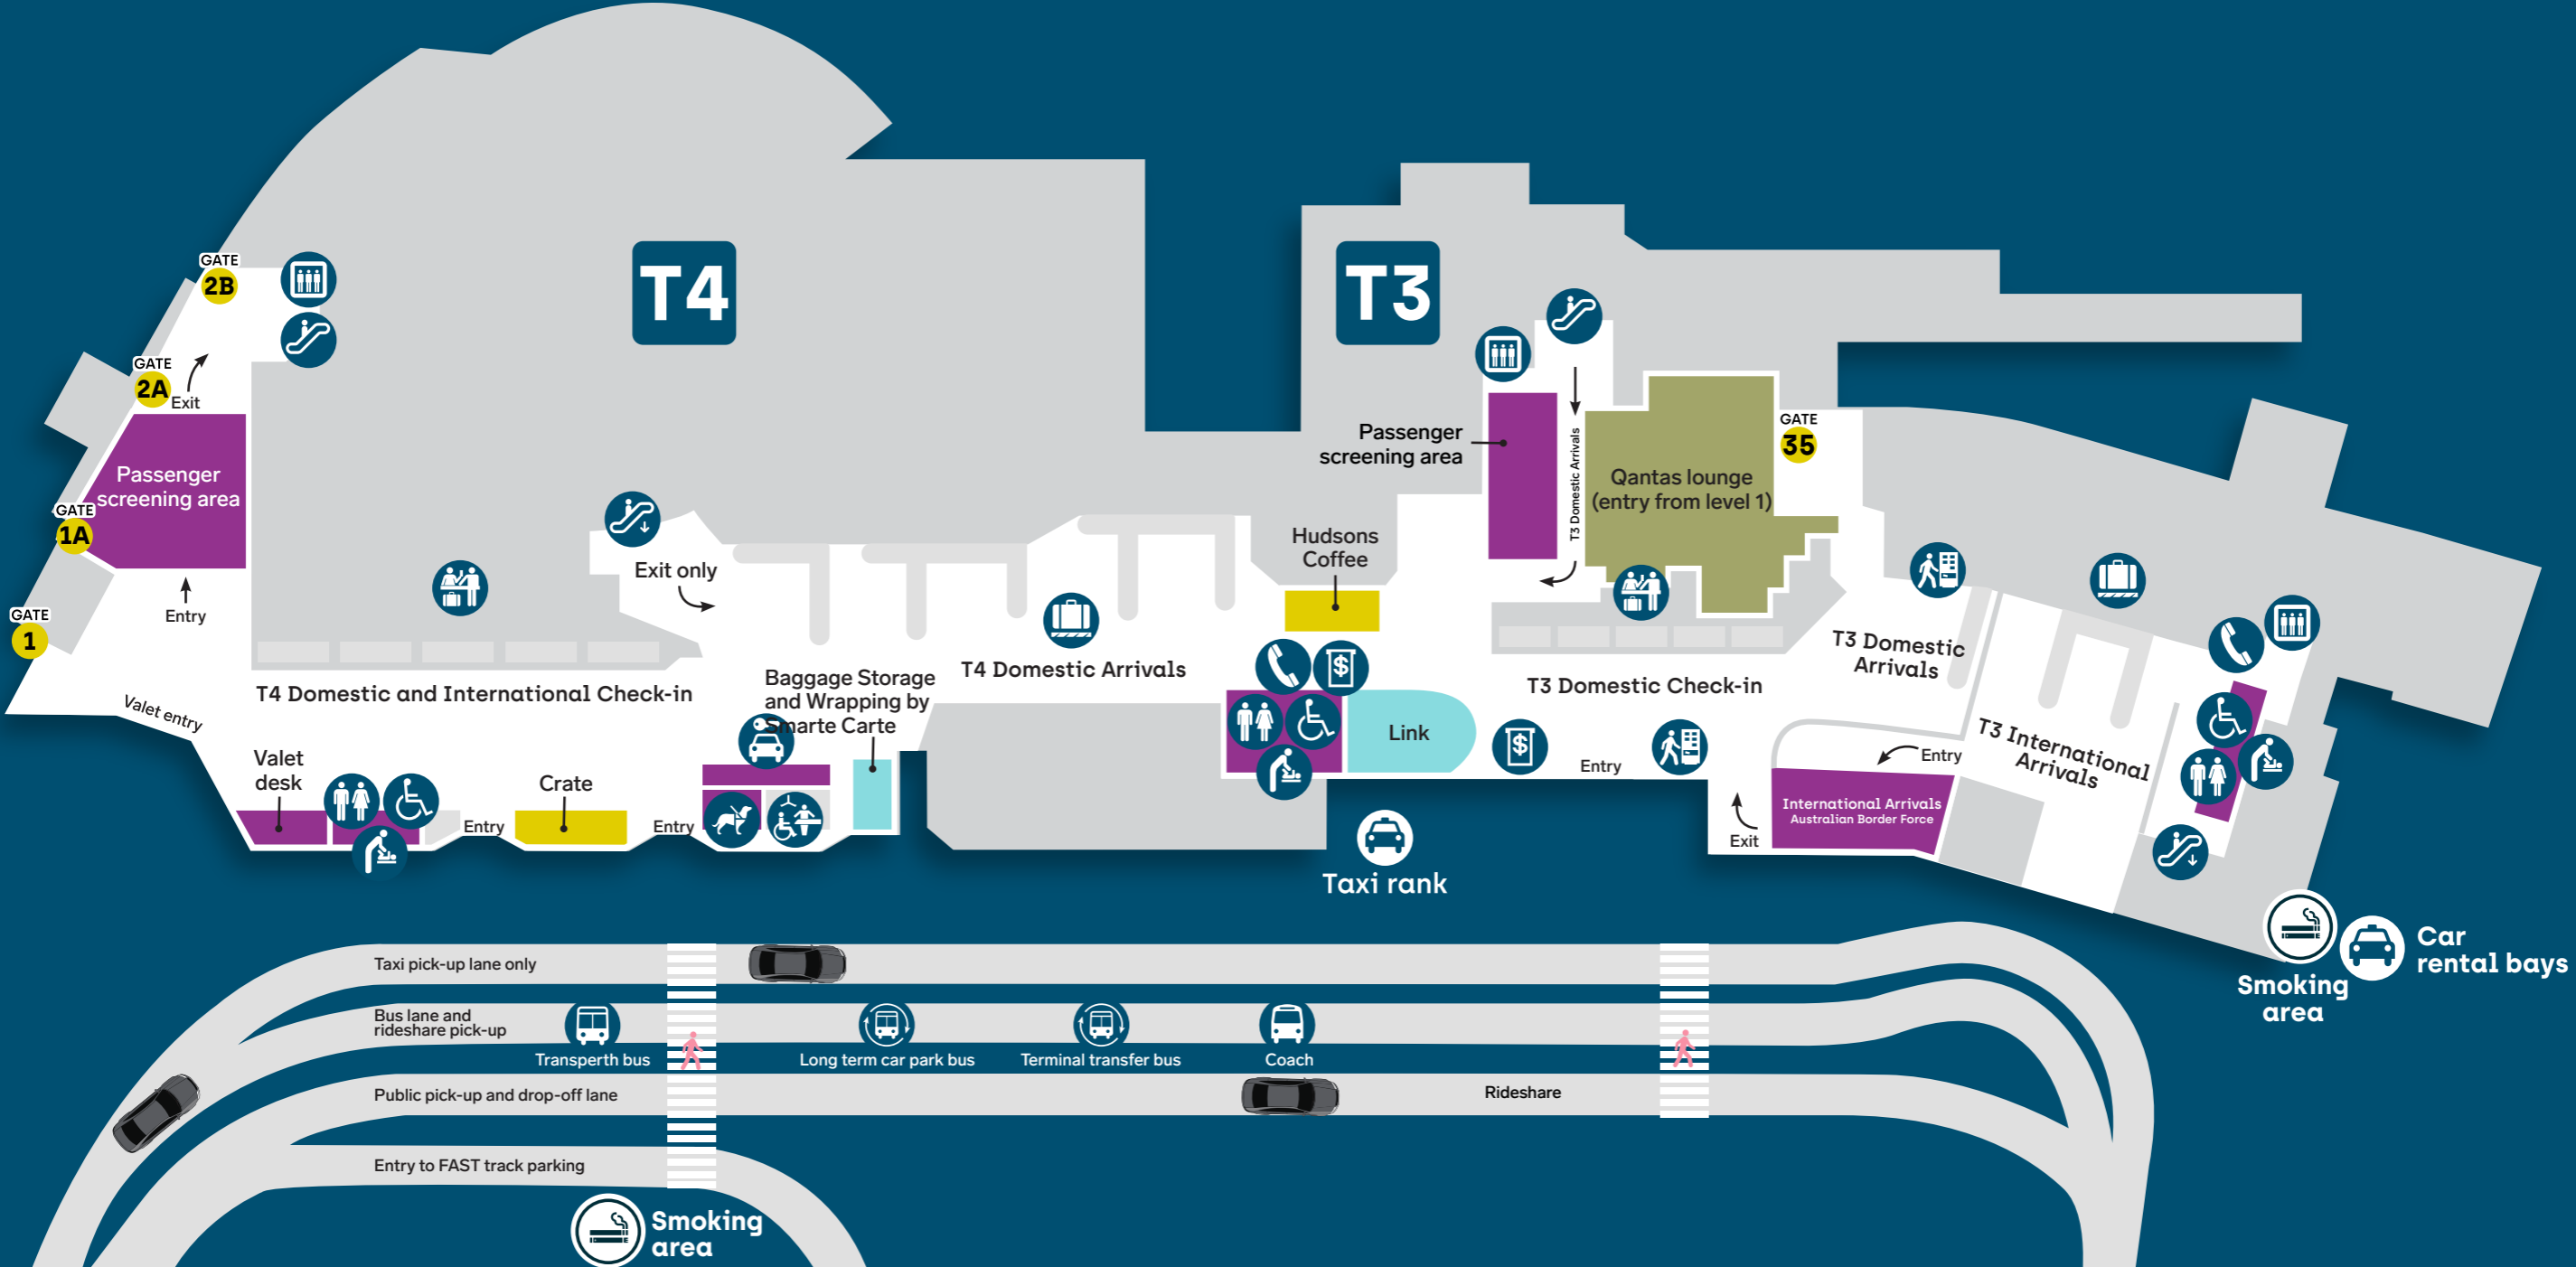 T4
T3
GATE
2B
GATE
2A
Exit
Passenger
screening area
GATE
1A
Entry
GATE
1
Valet entry
Exit only
T4 Domestic and International Check-in
Valet
desk
Entry
Crate
Entry
Baggage Storage
and Wrapping by
Smarte Carte
T4 Domestic Arrivals
Hudsons
Coffee
$
Link
Passenger
screening area
T3 Domestic Arrivals
Qantas lounge
(entry from level 1)
GATE
35
T3 Domestic Check-in
$
Entry
T3 Domestic
Arrivals
Entry
International Arrivals
Australian Border Force
Exit
T3 International
Arrivals
Taxi rank
Smoking
area
Car
rental bays
Taxi pick-up lane only
Bus lane and
rideshare pick-up
Transperth bus
Long term car park bus
Terminal transfer bus
Coach
Public pick-up and drop-off lane
Rideshare
Entry to FAST track parking
Smoking
area